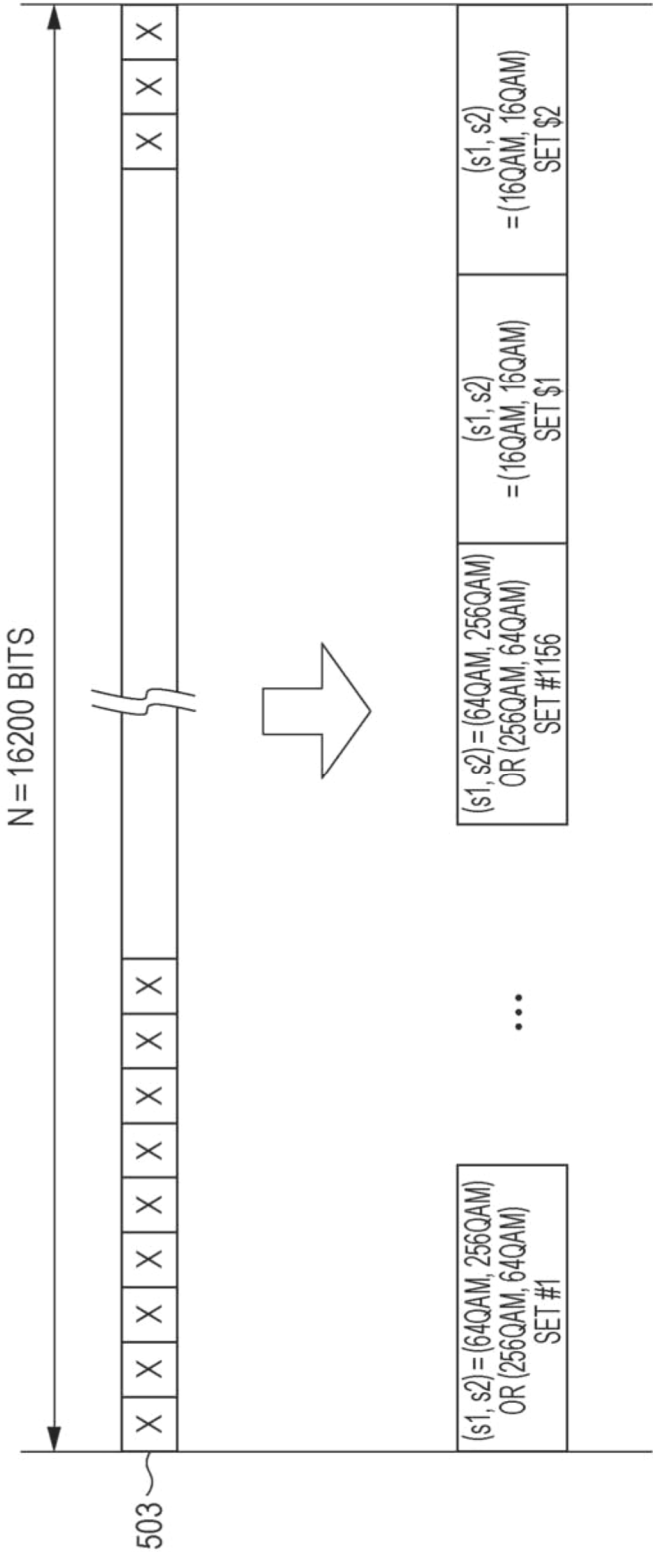 N = 16200 BITS
503
X X X X X X X X X X X X
(s1, s2) = (64QAM, 256QAM)
OR (256QAM, 64QAM)
SET #1
...
(s1, s2) = (64QAM, 256QAM)
OR (256QAM, 64QAM)
SET #1156
(s1, s2)
= (16QAM, 16QAM)
SET $1
(s1, s2)
= (16QAM, 16QAM)
SET $2